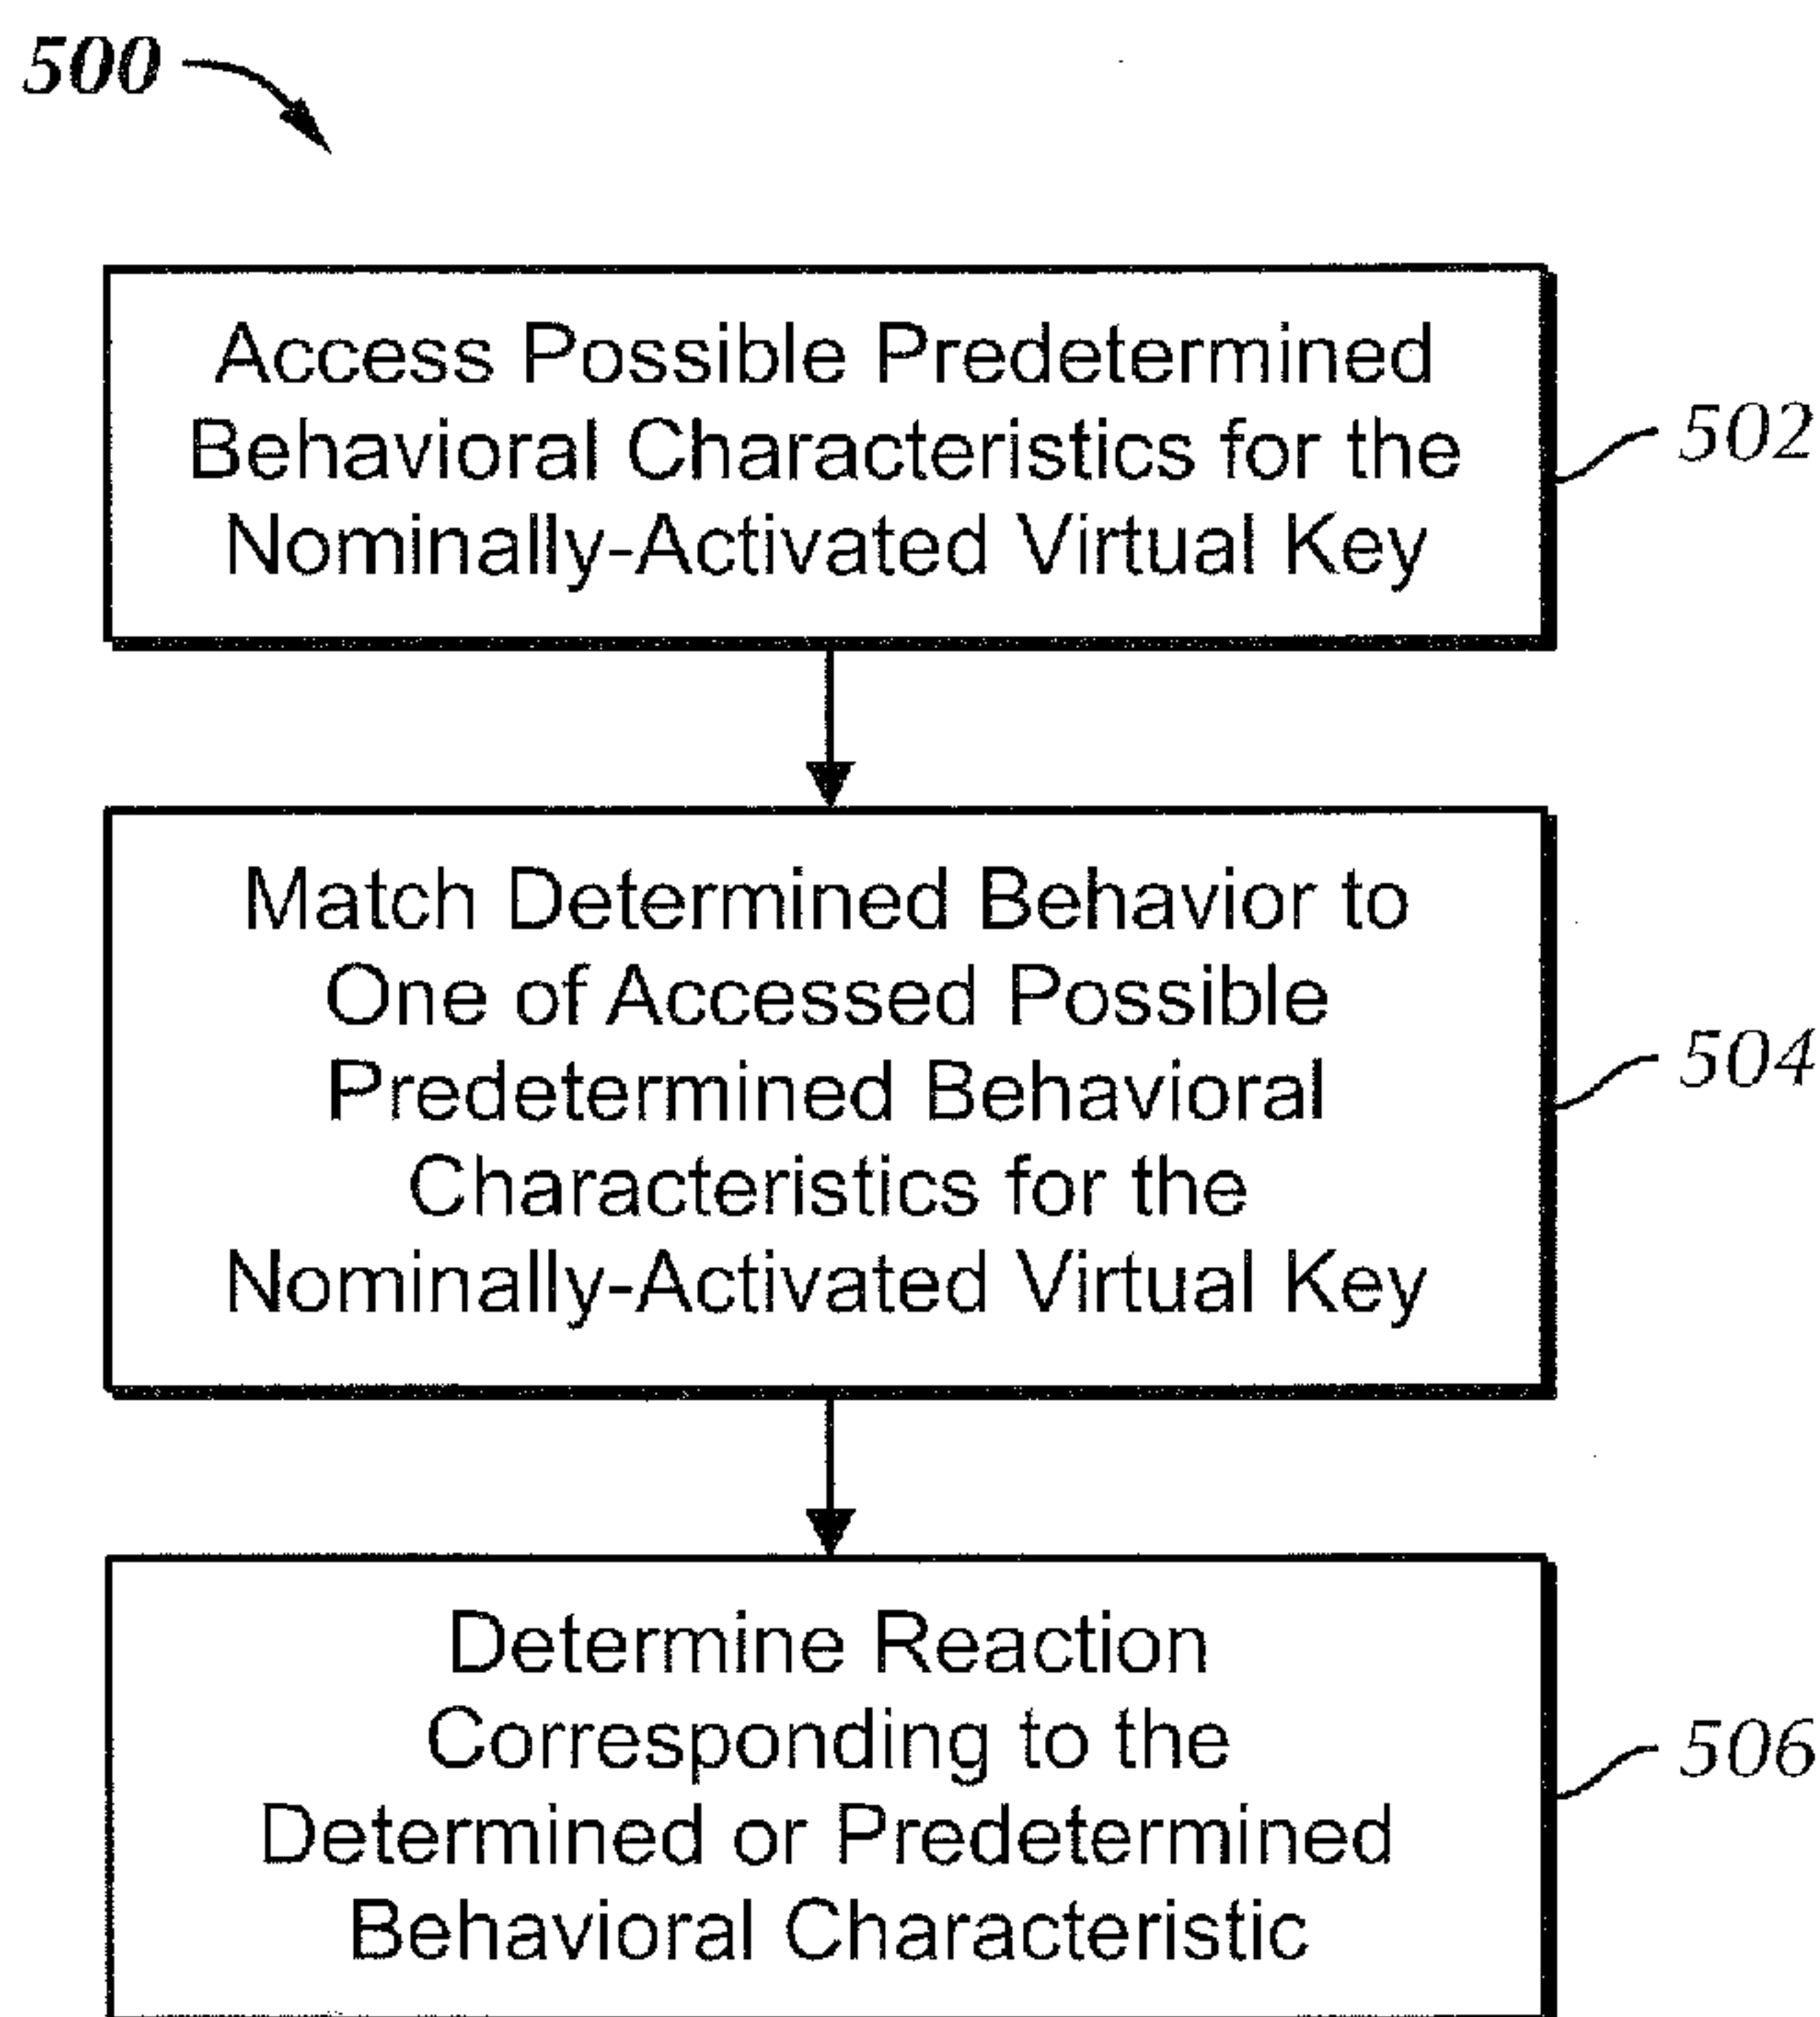 500
Access Possible Predetermined
Behavioral Characteristics for the
Nominally-Activated Virtual Key
502
Match Determined Behavior to
One of Accessed Possible
Predetermined Behavioral
Characteristics for the
Nominally-Activated Virtual Key
504
Determine Reaction
Corresponding to the
Determined or Predetermined
Behavioral Characteristic
506